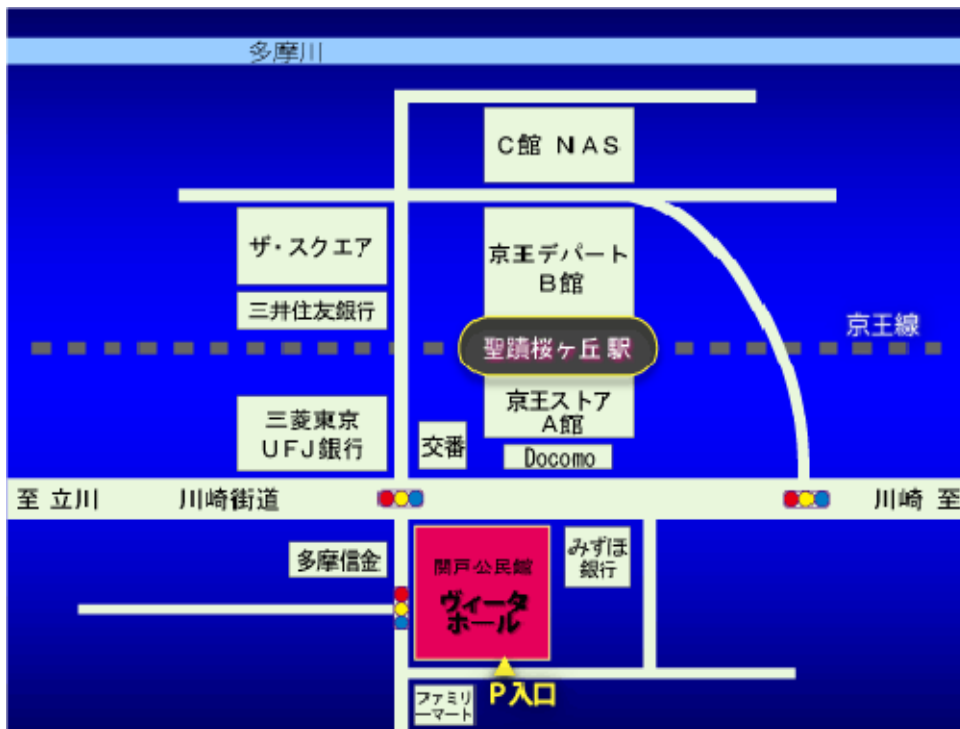 多摩川
C館 NAS
ザ・スクエア
京王デパート
B館
三井住友銀行
京王線
聖蹟桜ヶ丘駅
京王ストア
A館
三菱東京
UFJ銀行
交番
Docomo
至 立川
川崎街道
川崎 至
多摩信金
関戸公民館
ヴィータ
ホール
みずほ
銀行
P入口
ファミリ
ーマート